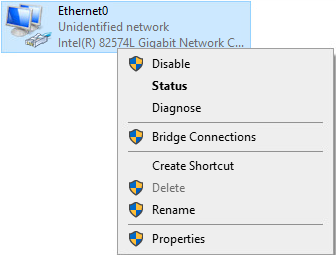 Ethernet0
Unidentified network
Intel(R) 82574L Gigabit Network C...
Disable
Status
Diagnose
Bridge Connections
Create Shortcut
Delete
Rename
Properties